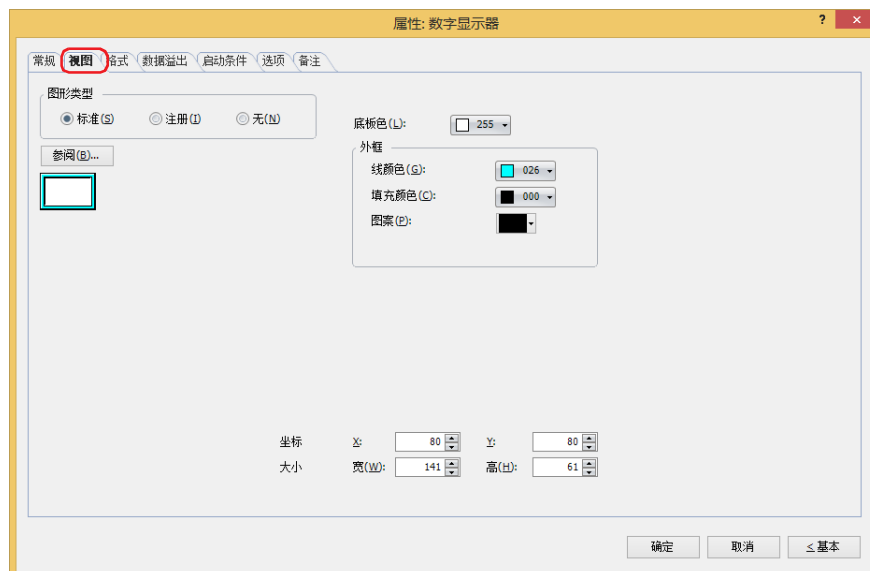 属性: 数字显示器 ? ×
常规 视图 格式 数据溢出 启动条件 选项 备注
图形类型
标准(S) 注册(I) 无(N)
底板色(L): 255
参阅(B)...
外框
线颜色(G): 026
填充颜色(C): 000
图案(P):
坐标 X: 80 Y: 80
大小 宽(W): 141 高(H): 61
确定 取消 ≤基本